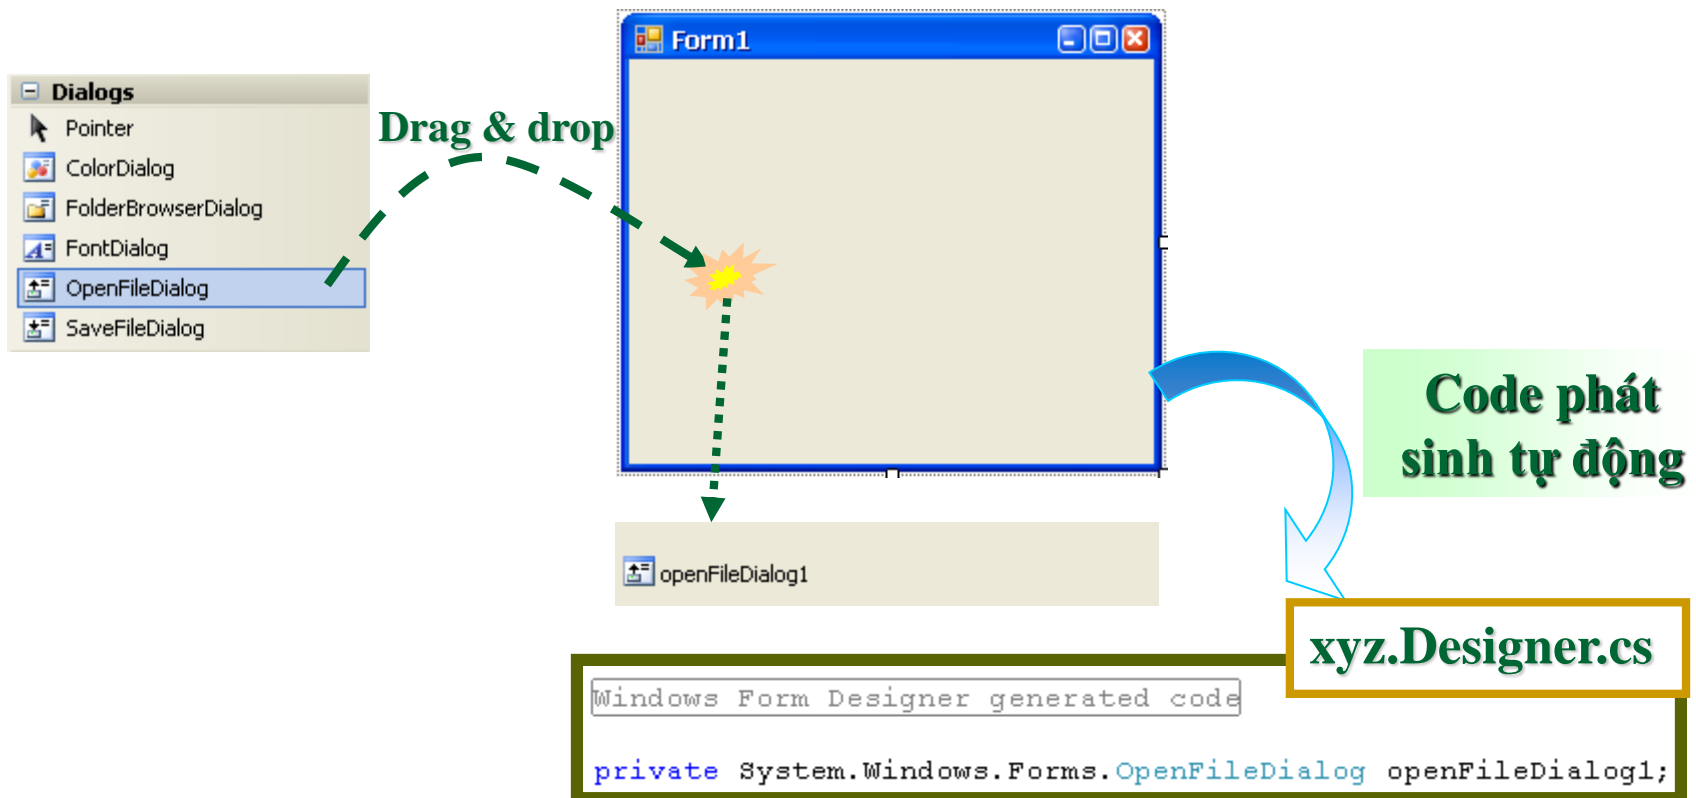 Form1
Dialogs
Pointer
ColorDialog
FolderBrowserDialog
FontDialog
OpenFileDialog
SaveFileDialog
Drag & drop
openFileDialog1
Code phát
sinh tự động
xyz.Designer.cs
Windows Form Designer generated code
private System.Windows.Forms.OpenFileDialog openFileDialog1;